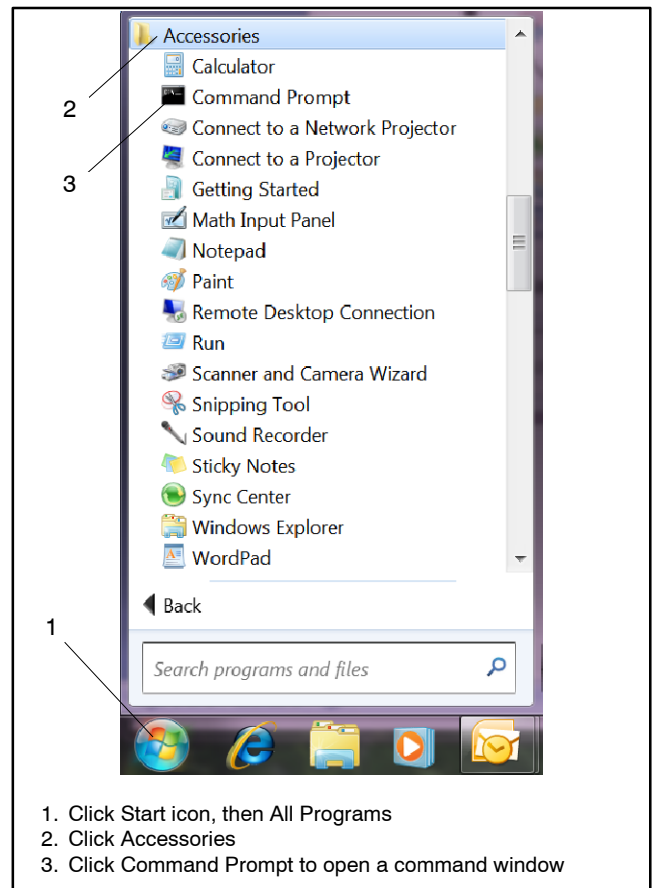 Accessories
Calculator
2
Command Prompt
Connect to a Network Projector
Connect to a Projector
3
Getting Started
Math Input Panel
Notepad
Paint
Remote Desktop Connection
Run
Scanner and Camera Wizard
Snipping Tool
Sound Recorder
Sticky Notes
Sync Center
Windows Explorer
WordPad
Back
1
Search programs and files
1. Click Start icon, then All Programs
2. Click Accessories
3. Click Command Prompt to open a command window